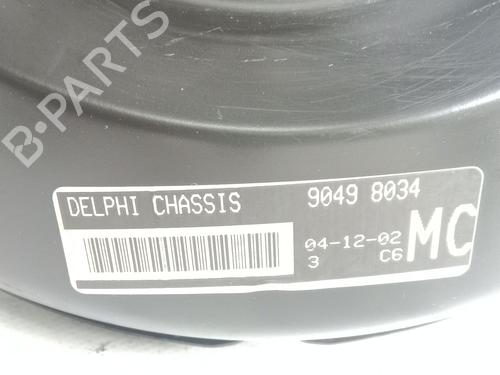 B-PARTS
DELPHI CHASSIS 9049 8034
04-12-02 MC
3 C6